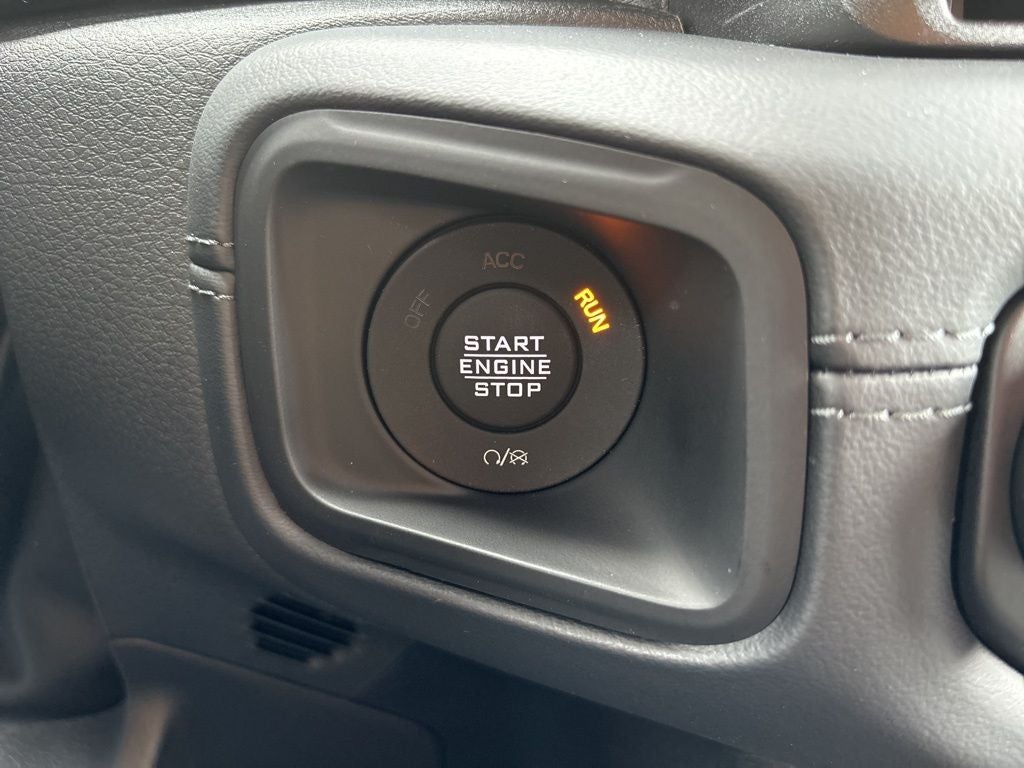 ACC
OFF
RUN
START
ENGINE
STOP